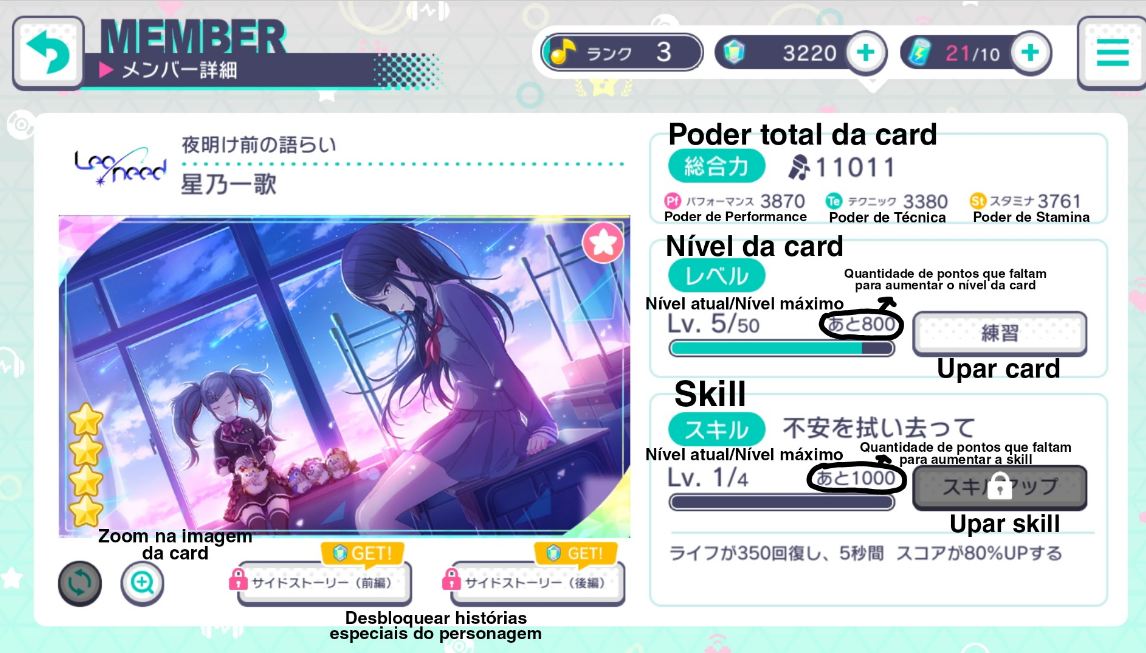 MEMBER
メンバー詳細
ランク 3
3220
21/10
Leo/need
夜明け前の語らい
星乃一歌
Poder total da card
総合力 11011
Pf パフォーマンス 3870 Te テクニック 3380 St スタミナ 3761
Poder de Performance Poder de Técnica Poder de Stamina
Nível da card
レベル
Quantidade de pontos que faltam
para aumentar o nível da card
Nível atual/Nível máximo
Lv. 5/50 あと800
練習
Upar card
Skill
スキル 不安を拭い去って
Quantidade de pontos que faltam
para aumentar a skill
Nível atual/Nível máximo
Lv. 1/4 あと1000
スキルアップ
Upar skill
ライフが350回復し、5秒間 スコアが80%UPする
Zoom na imagem
da card
GET! GET!
サイドストーリー（前編） サイドストーリー（後編）
Desbloquear histórias
especiais do personagem